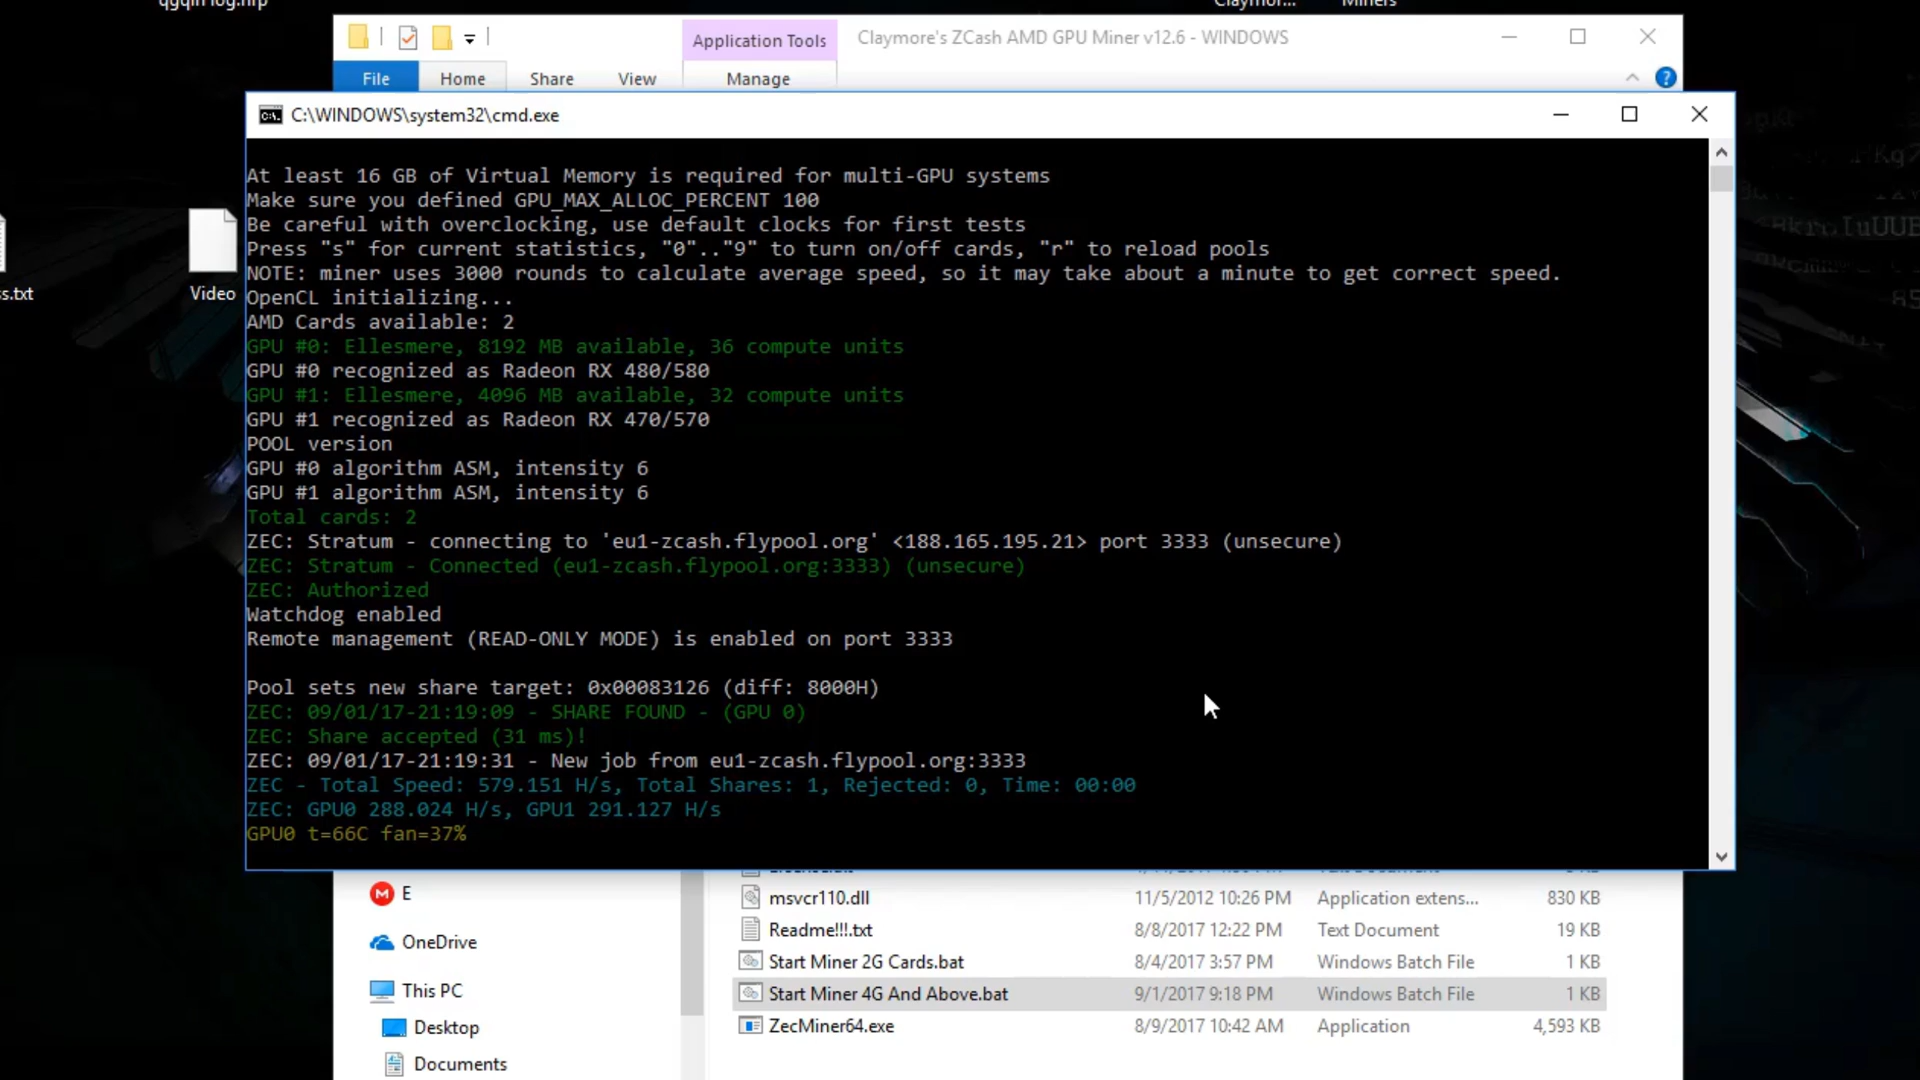 Claymor...
Miners
Application Tools
Claymore's ZCash AMD GPU Miner v12.6 - WINDOWS
File
Home
Share
View
Manage
C:\WINDOWS\system32\cmd.exe
At least 16 GB of Virtual Memory is required for multi-GPU systems
Make sure you defined GPU_MAX_ALLOC_PERCENT 100
Be careful with overclocking, use default clocks for first tests
Press "s" for current statistics, "0".."9" to turn on/off cards, "r" to reload pools
NOTE: miner uses 3000 rounds to calculate average speed, so it may take about a minute to get correct speed.
OpenCL initializing...
AMD Cards available: 2
GPU #0: Ellesmere, 8192 MB available, 36 compute units
GPU #0 recognized as Radeon RX 480/580
GPU #1: Ellesmere, 4096 MB available, 32 compute units
GPU #1 recognized as Radeon RX 470/570
POOL version
GPU #0 algorithm ASM, intensity 6
GPU #1 algorithm ASM, intensity 6
Total cards: 2
ZEC: Stratum - connecting to 'eu1-zcash.flypool.org' <188.165.195.21> port 3333 (unsecure)
ZEC: Stratum - Connected (eu1-zcash.flypool.org:3333) (unsecure)
ZEC: Authorized
Watchdog enabled
Remote management (READ-ONLY MODE) is enabled on port 3333
Pool sets new share target: 0x00083126 (diff: 8000H)
ZEC: 09/01/17-21:19:09 - SHARE FOUND - (GPU 0)
ZEC: Share accepted (31 ms)!
ZEC: 09/01/17-21:19:31 - New job from eu1-zcash.flypool.org:3333
ZEC - Total Speed: 579.151 H/s, Total Shares: 1, Rejected: 0, Time: 00:00
ZEC: GPU0 288.024 H/s, GPU1 291.127 H/s
GPU0 t=66C fan=37%
s.txt
Video
E
OneDrive
This PC
Desktop
Documents
msvcr110.dll 11/5/2012 10:26 PM Application extens... 830 KB
Readme!!!.txt 8/8/2017 12:22 PM Text Document 19 KB
Start Miner 2G Cards.bat 8/4/2017 3:57 PM Windows Batch File 1 KB
Start Miner 4G And Above.bat 9/1/2017 9:18 PM Windows Batch File 1 KB
ZecMiner64.exe 8/9/2017 10:42 AM Application 4,593 KB